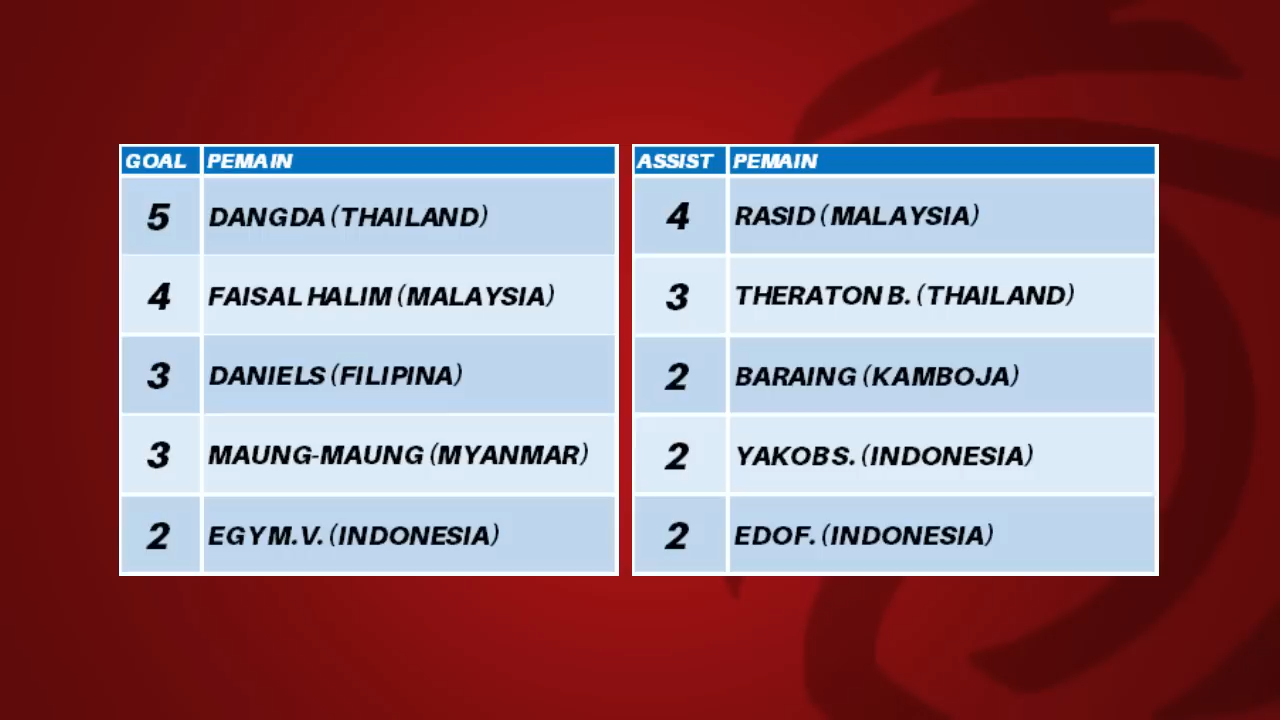 GOAL PEMAIN
5 DANGDA (THAILAND)
4 FAISAL HALIM (MALAYSIA)
3 DANIELS (FILIPINA)
3 MAUNG-MAUNG (MYANMAR)
2 EGY M.V. (INDONESIA)
ASSIST PEMAIN
4 RASID (MALAYSIA)
3 THERATON B. (THAILAND)
2 BARAING (KAMBOJA)
2 YAKOB S. (INDONESIA)
2 EDO F. (INDONESIA)